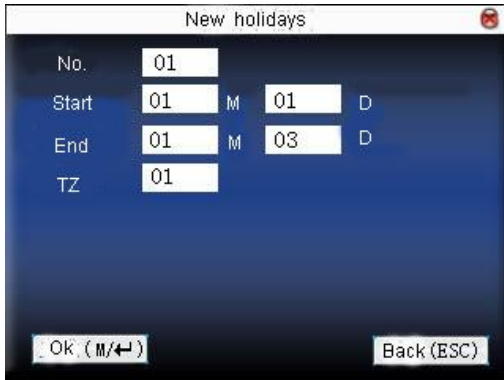 New holidays
No. 01
Start 01 M 01 D
End 01 M 03 D
TZ 01
Ok (M/↵) Back (ESC)